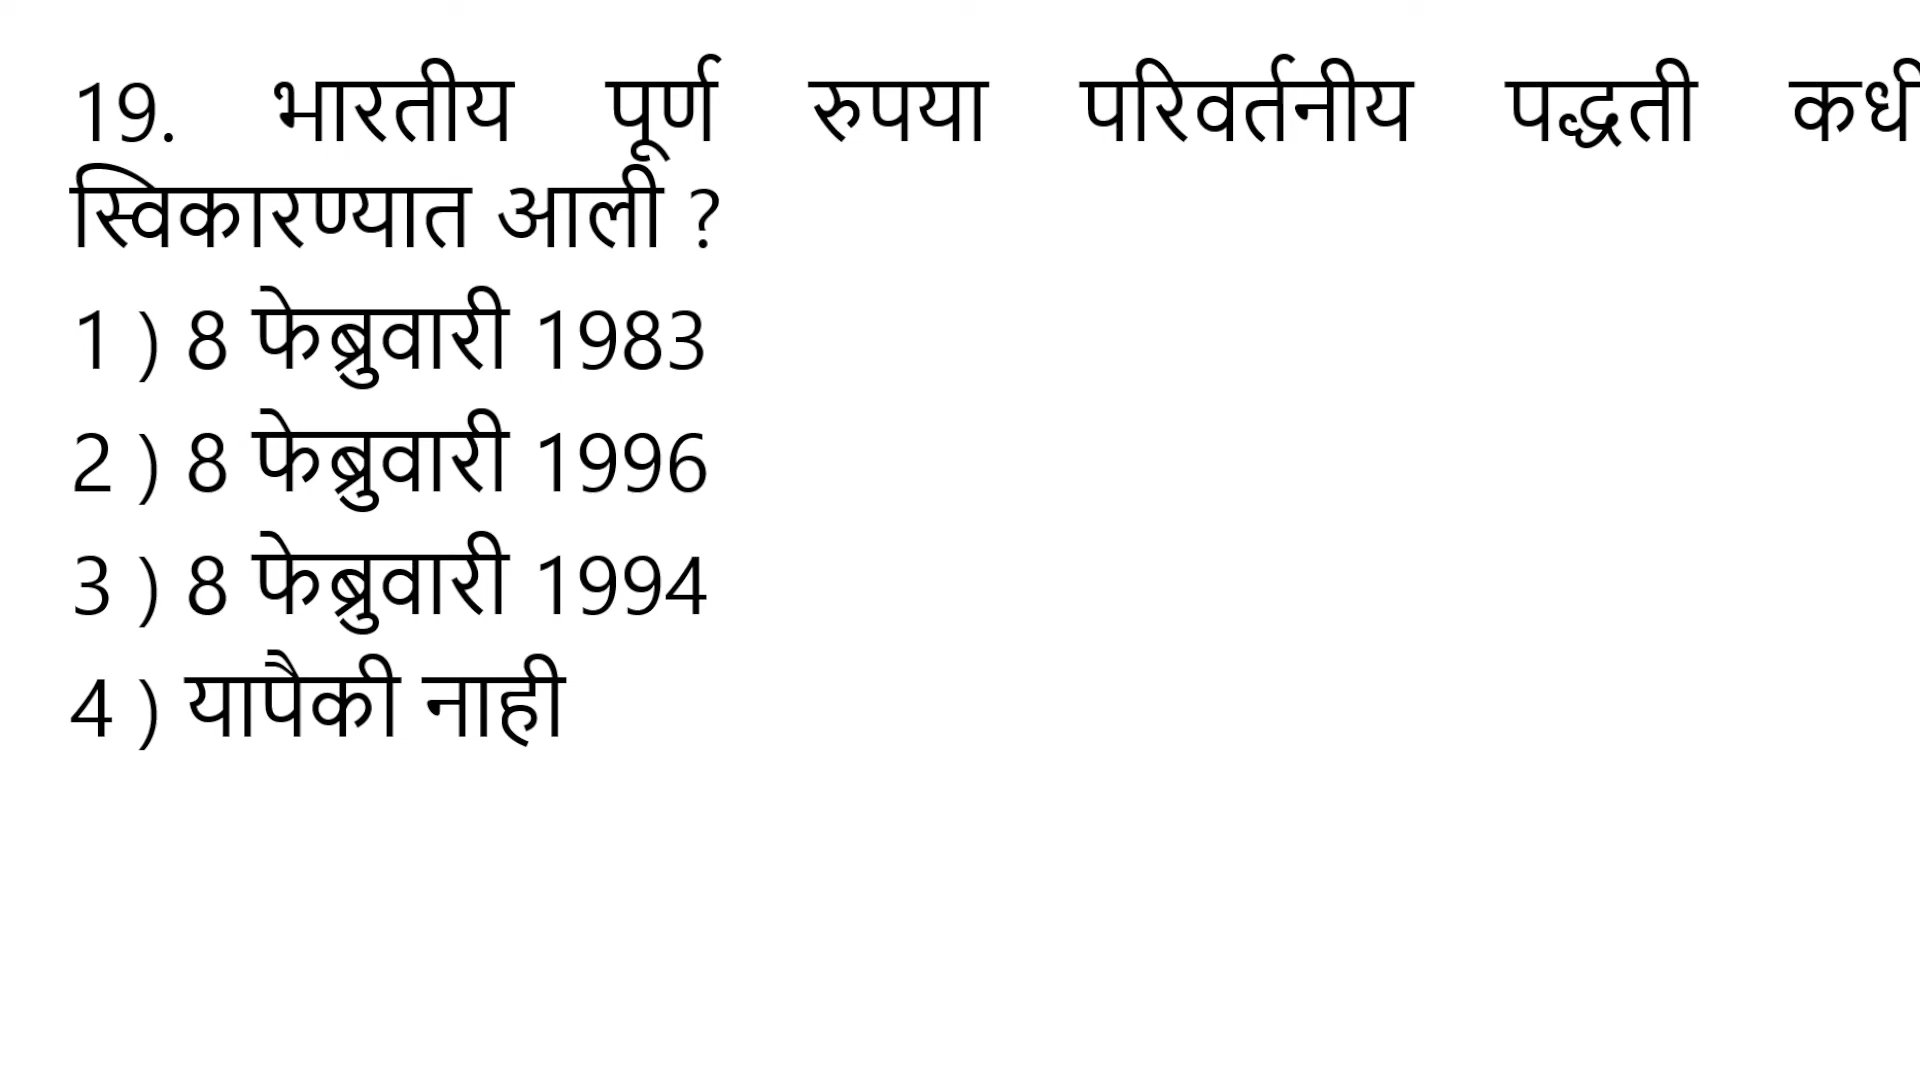 19. भारतीय पूर्ण रुपया परिवर्तनीय पद्धती कधी
स्विकारण्यात आली ?
1 ) 8 फेब्रुवारी 1983
2 ) 8 फेब्रुवारी 1996
3 ) 8 फेब्रुवारी 1994
4 ) यापैकी नाही